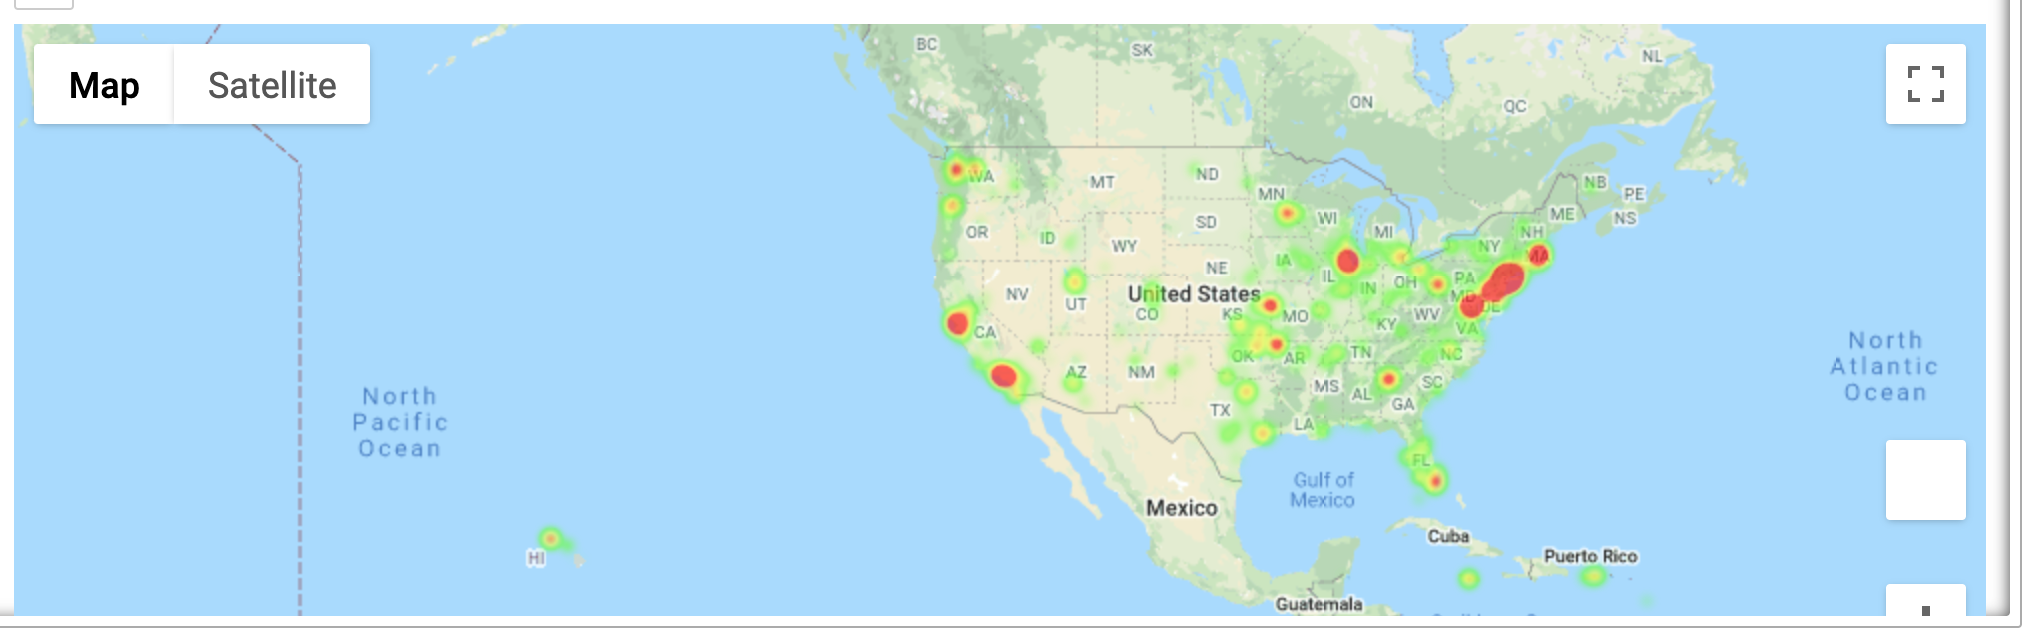 Map
Satellite
BC
SK
NL
ON
QC
WA
MT
ND
MN
NB
PE
NS
ME
OR
ID
SD
WI
MI
NY
NH
MA
WY
NE
IA
IL
IN
OH
PA
MD
DE
NV
UT
United States
CO
KS
MO
KY
WV
VA
CA
AZ
NM
OK
AR
TN
NC
MS
AL
SC
GA
TX
LA
FL
North
Pacific
Ocean
North
Atlantic
Ocean
Gulf of
Mexico
Mexico
HI
Cuba
Puerto Rico
Guatemala